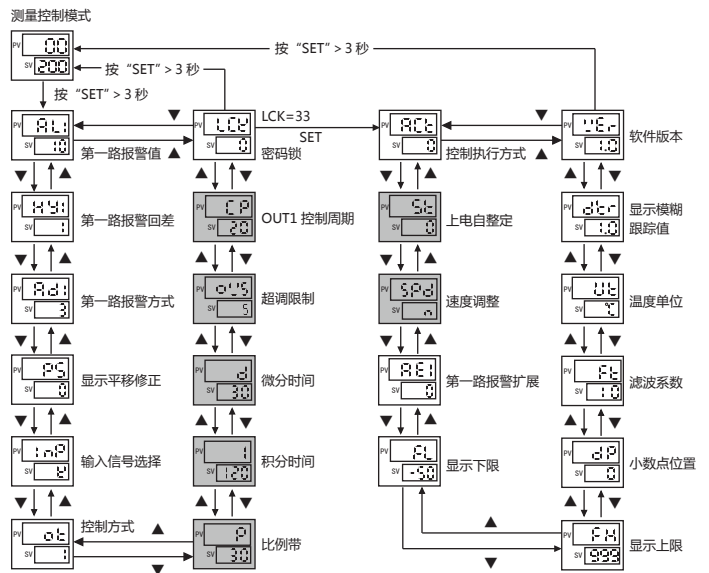 测量控制模式
PV 00
SV 200
按 “SET” > 3 秒
按 “SET” > 3 秒
按 “SET” > 3 秒
PV AL1
SV 10
第一路报警值 ▲
▼
PV LCK
SV 0
密码锁
LCK=33
SET
PV ACt
SV 0
控制执行方式 ▲
▼
PV VEr
SV 1.0
软件版本
▼ ▲
▲ ▼
▼ ▲
▲ ▼
PV HY1
SV 1
第一路报警回差
PV CP
SV 20
OUT1 控制周期
PV St
SV 0
上电自整定
PV dtr
SV 1.0
显示模糊
跟踪值
▼ ▲
▲ ▼
▼ ▲
▲ ▼
PV Ad1
SV 3
第一路报警方式
PV oVS
SV 5
超调限制
PV SPd
SV n
速度调整
PV Ut
SV ℃
温度单位
▼ ▲
▲ ▼
▼ ▲
▲ ▼
PV PS
SV 0
显示平移修正
PV d
SV 30
微分时间
PV AE1
SV 0
第一路报警扩展
PV Ft
SV 10
滤波系数
▼ ▲
▲ ▼
▼ ▲
▲ ▼
PV inP
SV K
输入信号选择
PV I
SV 120
积分时间
PV FL
SV -50
显示下限
PV dP
SV 0
小数点位置
▼ ▲
▲ ▼
▲ ▼
PV ot
SV 1
控制方式 ▲
▼
PV P
SV 30
比例带
▲
▼
PV FH
SV 999
显示上限